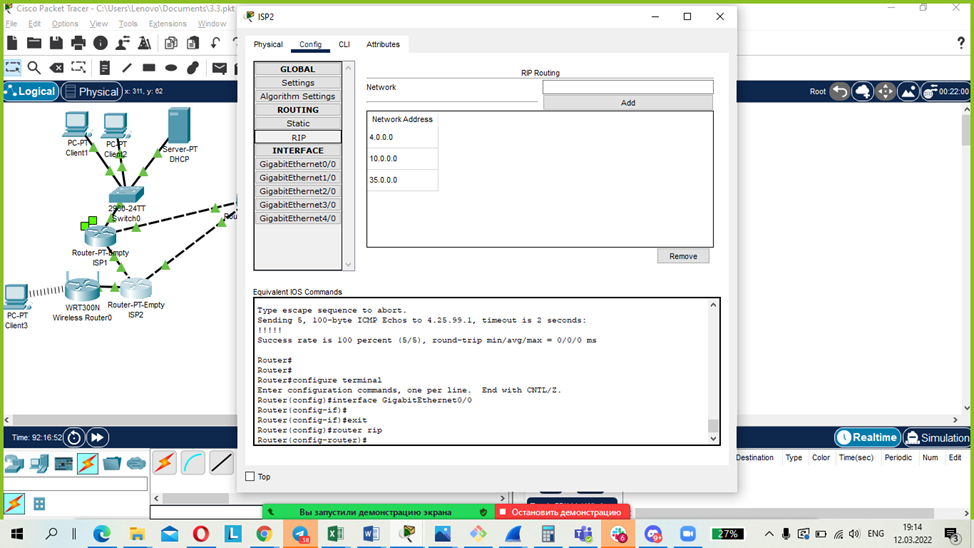 Cisco Packet Tracer - C:\Users\Lenovo\Documents\3.3.pkt
File Edit Options View Tools Extensions Window
Logical Physical x: 311, y: 62
Root 00:22:00
PC-PT
Client1
PC-PT
Client2
Server-PT
DHCP
2950-24TT
Switch0
Router-PT-Empty
ISP1
PC-PT
Client3
WRT300N
Wireless Router0
Router-PT-Empty
ISP2
ISP2
Physical Config CLI Attributes
GLOBAL
Settings
Algorithm Settings
ROUTING
Static
RIP
INTERFACE
GigabitEthernet0/0
GigabitEthernet1/0
GigabitEthernet2/0
GigabitEthernet3/0
GigabitEthernet4/0
RIP Routing
Network
Add
Network Address
4.0.0.0
10.0.0.0
35.0.0.0
Remove
Equivalent IOS Commands
Type escape sequence to abort.
Sending 5, 100-byte ICMP Echos to 4.25.99.1, timeout is 2 seconds:
!!!!!
Success rate is 100 percent (5/5), round-trip min/avg/max = 0/0/0 ms
Router#
Router#
Router#configure terminal
Enter configuration commands, one per line.  End with CNTL/Z.
Router(config)#interface GigabitEthernet0/0
Router(config-if)#
Router(config-if)#exit
Router(config)#router rip
Router(config-router)#
Top
Time: 92:16:52
Realtime Simulation
Destination Type Color Time(sec) Periodic Num Edit
Вы запустили демонстрацию экрана
Остановить демонстрацию
27%
ENG
19:14
12.03.2022